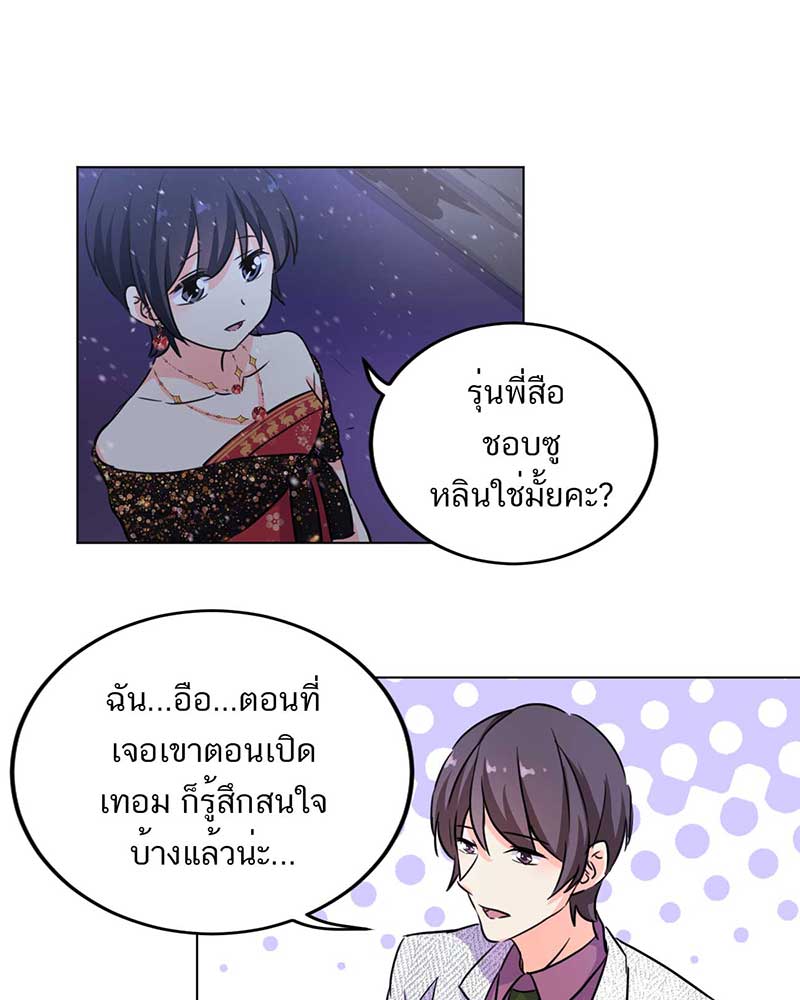 รุ่นพี่สือ
ชอบซู
หลินใช่มั้ยคะ?
ฉัน...อือ...ตอนที่
เจอเขาตอนเปิด
เทอม ก็รู้สึกสนใจ
บ้างแล้วน่ะ...